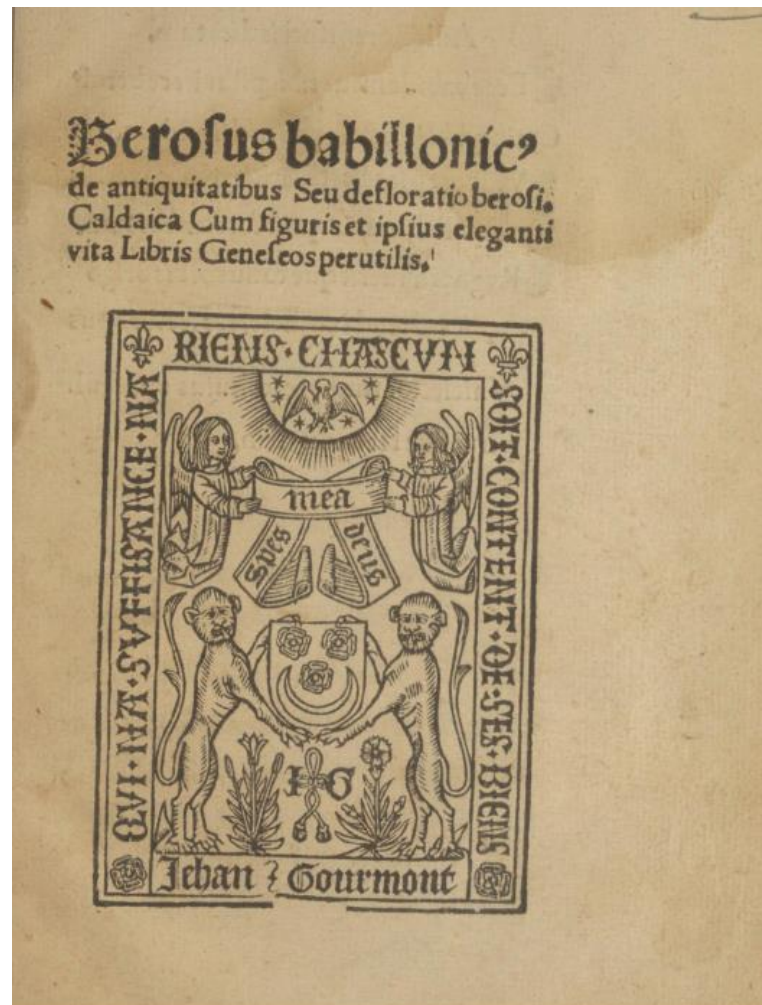 Beroſus babillonicꝰ
de antiquitatibus Seu defloratio beroſi.
Caldaica Cum figuris et ipſius eleganti
vita Libris Geneſeos perutilis.
RIENS · CHASCVN
SOIT · CONTENT · DE · SES · BIENS
QVI · NA · SVFFISANCE · NA
mea
Spes
deus
I G
Jehan Gourmont